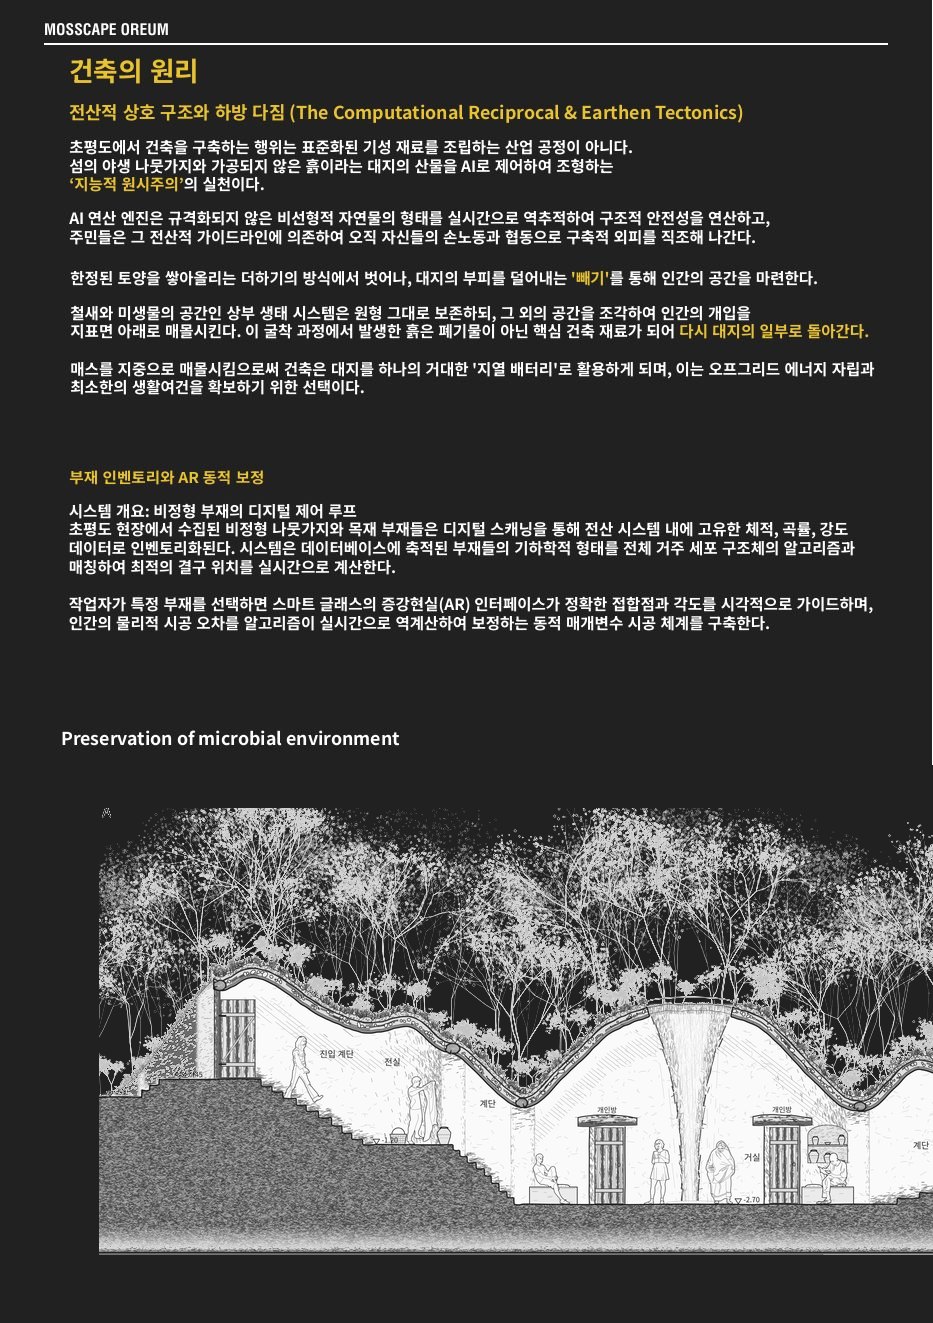 MOSSCAPE OREUM
건축의 원리
전산적 상호 구조와 하방 다짐 (The Computational Reciprocal & Earthen Tectonics)
초평도에서 건축을 구축하는 행위는 표준화된 기성 재료를 조립하는 산업 공정이 아니다.
섬의 야생 나뭇가지와 가공되지 않은 흙이라는 대지의 산물을 AI로 제어하여 조형하는
‘지능적 원시주의’의 실천이다.
AI 연산 엔진은 규격화되지 않은 비선형적 자연물의 형태를 실시간으로 역추적하여 구조적 안전성을 연산하고,
주민들은 그 전산적 가이드라인에 의존하여 오직 자신들의 손노동과 협동으로 구축적 외피를 직조해 나간다.
한정된 토양을 쌓아올리는 더하기의 방식에서 벗어나, 대지의 부피를 덜어내는 '빼기'를 통해 인간의 공간을 마련한다.
철새와 미생물의 공간인 상부 생태 시스템은 원형 그대로 보존하되, 그 외의 공간을 조각하여 인간의 개입을
지표면 아래로 매몰시킨다. 이 굴착 과정에서 발생한 흙은 폐기물이 아닌 핵심 건축 재료가 되어 다시 대지의 일부로 돌아간다.
매스를 지중으로 매몰시킴으로써 건축은 대지를 하나의 거대한 '지열 배터리'로 활용하게 되며, 이는 오프그리드 에너지 자립과
최소한의 생활여건을 확보하기 위한 선택이다.
부재 인벤토리와 AR 동적 보정
시스템 개요: 비정형 부재의 디지털 제어 루프
초평도 현장에서 수집된 비정형 나뭇가지와 목재 부재들은 디지털 스캐닝을 통해 전산 시스템 내에 고유한 체적, 곡률, 강도
데이터로 인벤토리화된다. 시스템은 데이터베이스에 축적된 부재들의 기하학적 형태를 전체 거주 세포 구조체의 알고리즘과
매칭하여 최적의 결구 위치를 실시간으로 계산한다.
작업자가 특정 부재를 선택하면 스마트 글래스의 증강현실(AR) 인터페이스가 정확한 접합점과 각도를 시각적으로 가이드하며,
인간의 물리적 시공 오차를 알고리즘이 실시간으로 역계산하여 보정하는 동적 매개변수 시공 체계를 구축한다.
Preservation of microbial environment
진입 계단
전실
계단
개인방
개인방
거실
계단
-2.70